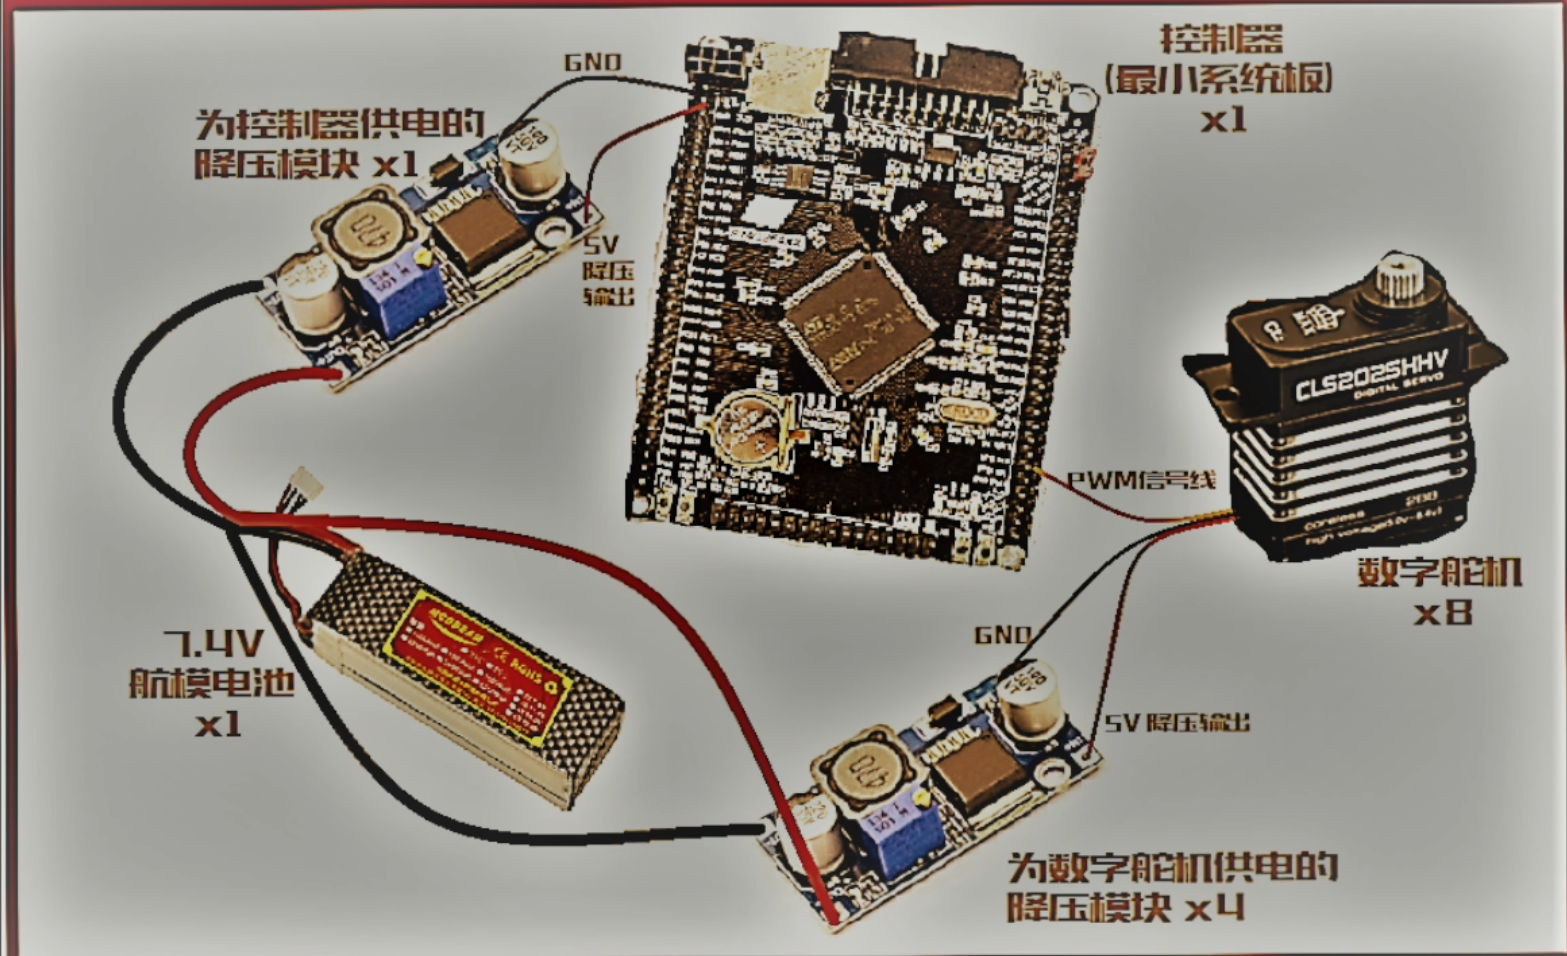 控制器
(最小系统板)
x1
GND
为控制器供电的
降压模块 x1
5V
降压
输出
CLS2025HHV
DIGITAL SERVO
PWM信号线
数字舵机
x8
GND
7.4V
航模电池
x1
5V 降压输出
为数字舵机供电的
降压模块 x4